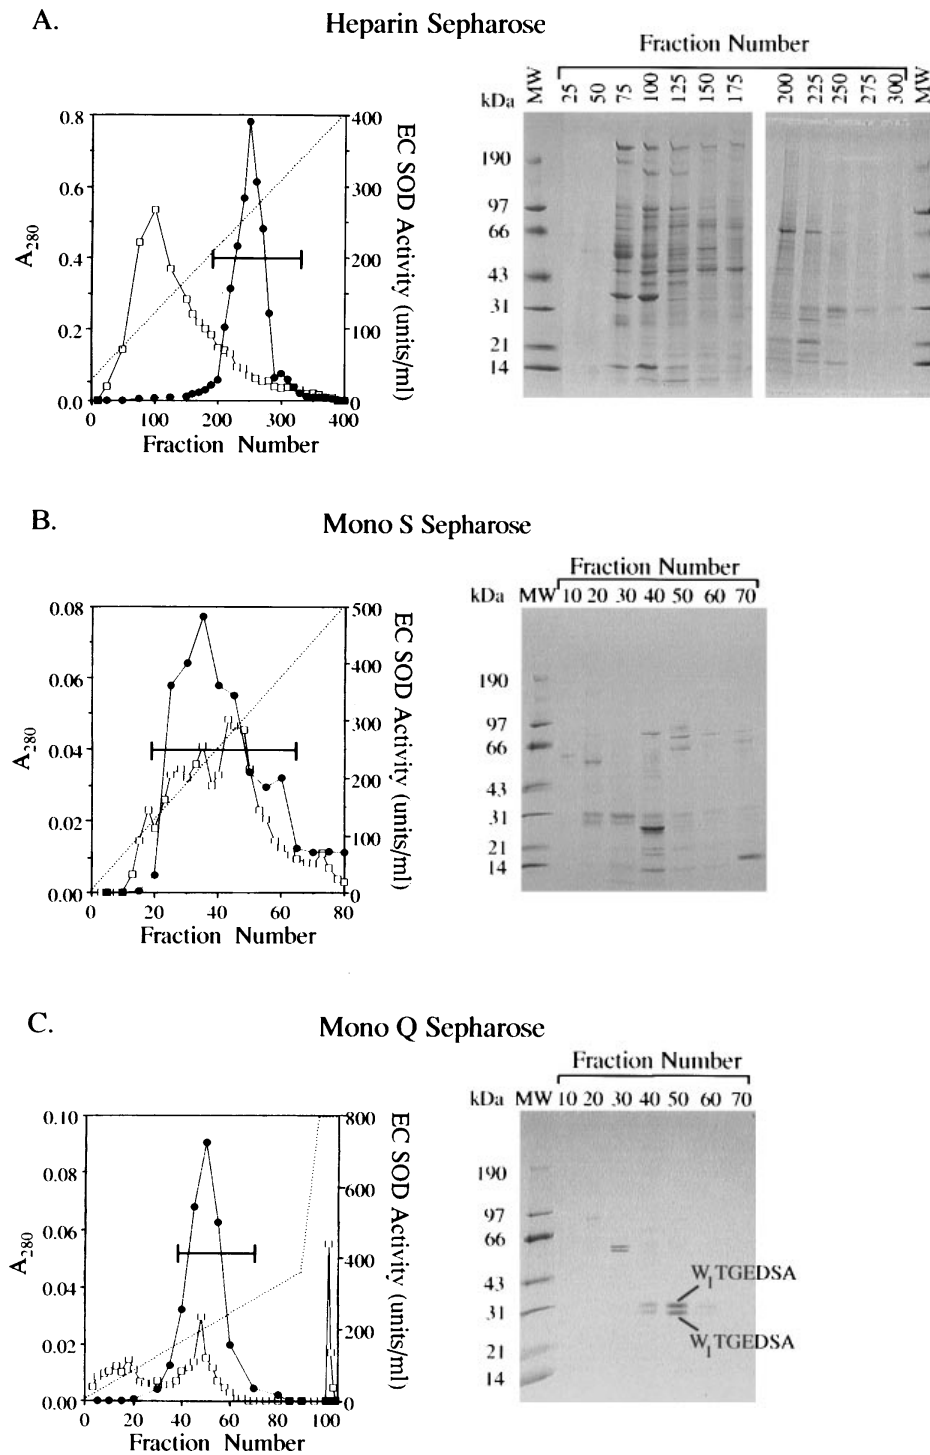 A.
Heparin Sepharose
Fraction Number
kDa
MW 25 50 75 100 125 150 175 200 225 250 275 300 MW
190
97
66
43
31
21
14
A280
0.8
0.6
0.4
0.2
0.0
EC SOD Activity (units/ml)
400
300
200
100
0
0 100 200 300 400
Fraction Number
B.
Mono S Sepharose
Fraction Number
kDa MW 10 20 30 40 50 60 70
190
97
66
43
31
21
14
A280
0.08
0.06
0.04
0.02
0.00
EC SOD Activity (units/ml)
500
400
300
200
100
0
0 20 40 60 80
Fraction Number
C.
Mono Q Sepharose
Fraction Number
kDa MW 10 20 30 40 50 60 70
190
97
66
43
31
21
14
WITGEDSA
WITGEDSA
A280
0.10
0.08
0.06
0.04
0.02
0.00
EC SOD Activity (units/ml)
800
600
400
200
0
0 20 40 60 80 100
Fraction Number